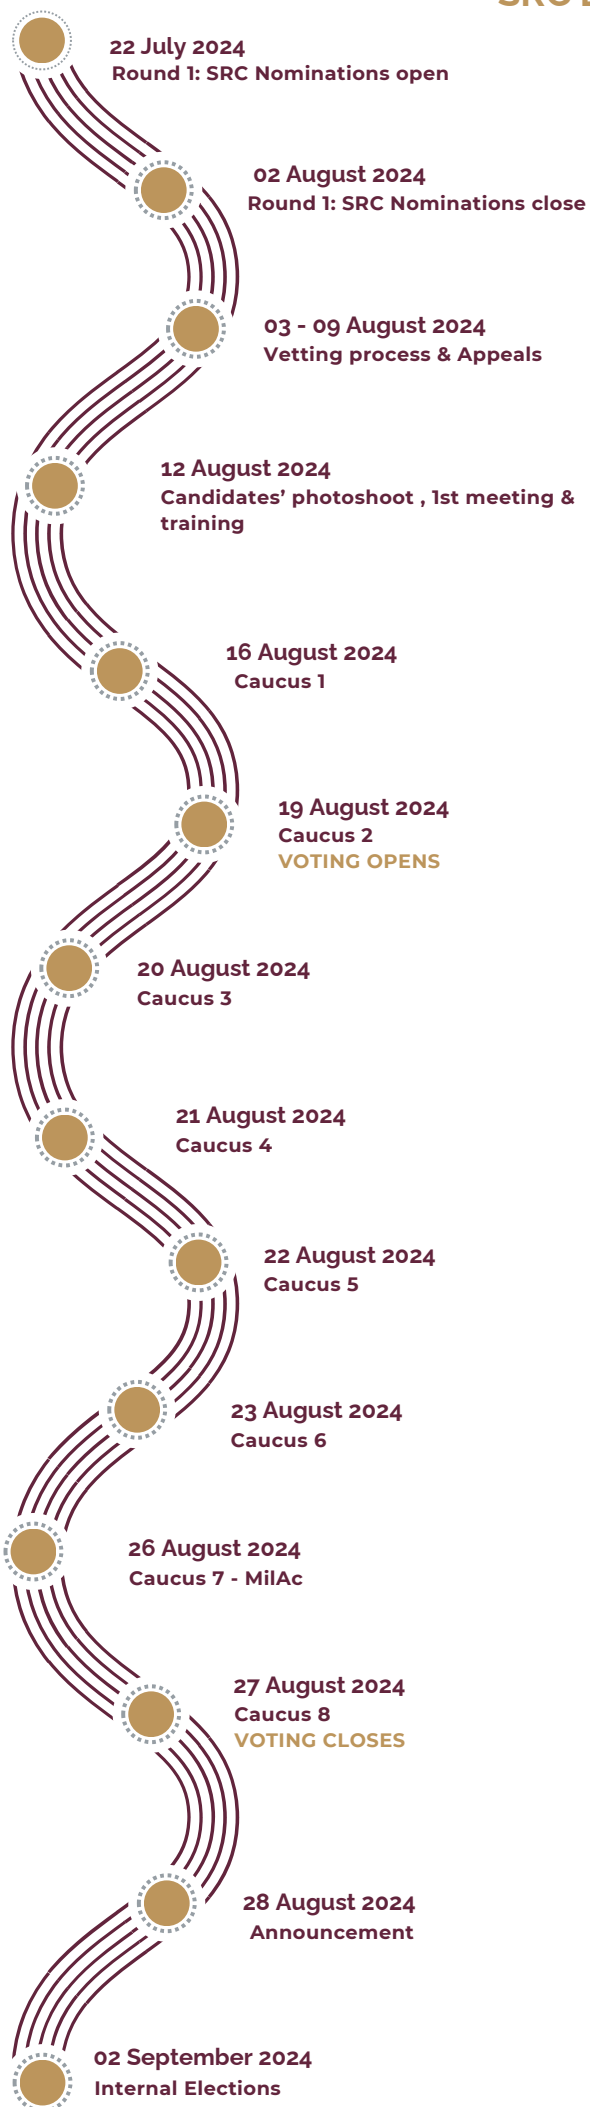 22 July 2024
Round 1: SRC Nominations open
02 August 2024
Round 1: SRC Nominations close
03 - 09 August 2024
Vetting process & Appeals
12 August 2024
Candidates’ photoshoot , 1st meeting &
training
16 August 2024
Caucus 1
19 August 2024
Caucus 2
VOTING OPENS
20 August 2024
Caucus 3
21 August 2024
Caucus 4
22 August 2024
Caucus 5
23 August 2024
Caucus 6
26 August 2024
Caucus 7 - MilAc
27 August 2024
Caucus 8
VOTING CLOSES
28 August 2024
Announcement
02 September 2024
Internal Elections